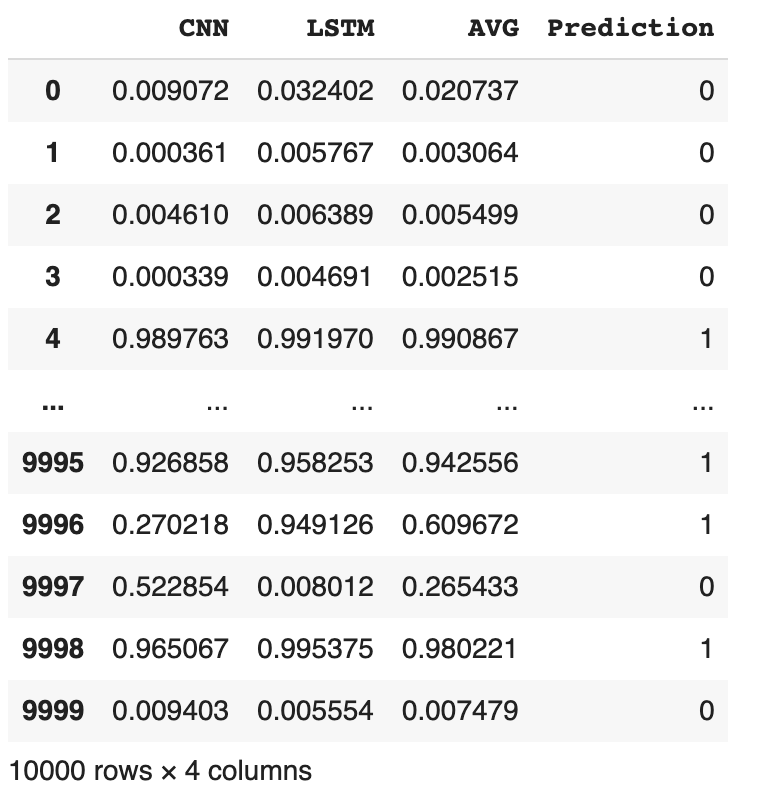 CNN LSTM AVG Prediction
0 0.009072 0.032402 0.020737 0
1 0.000361 0.005767 0.003064 0
2 0.004610 0.006389 0.005499 0
3 0.000339 0.004691 0.002515 0
4 0.989763 0.991970 0.990867 1
... ... ... ... ...
9995 0.926858 0.958253 0.942556 1
9996 0.270218 0.949126 0.609672 1
9997 0.522854 0.008012 0.265433 0
9998 0.965067 0.995375 0.980221 1
9999 0.009403 0.005554 0.007479 0
10000 rows × 4 columns